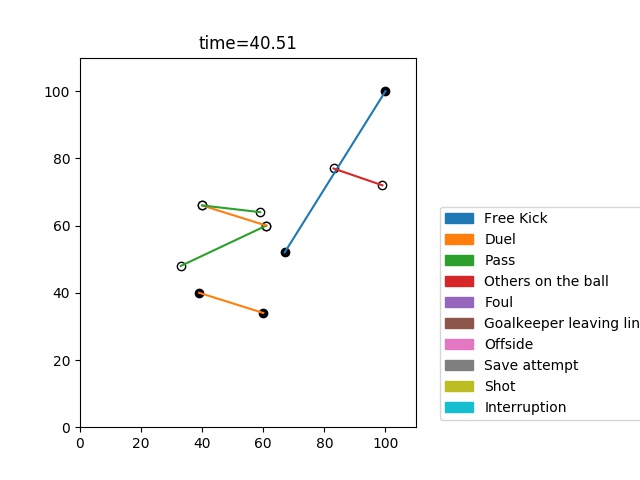 time=40.51
100
80
60
40
20
0
0 20 40 60 80 100
Free Kick
Duel
Pass
Others on the ball
Foul
Goalkeeper leaving lin
Offside
Save attempt
Shot
Interruption